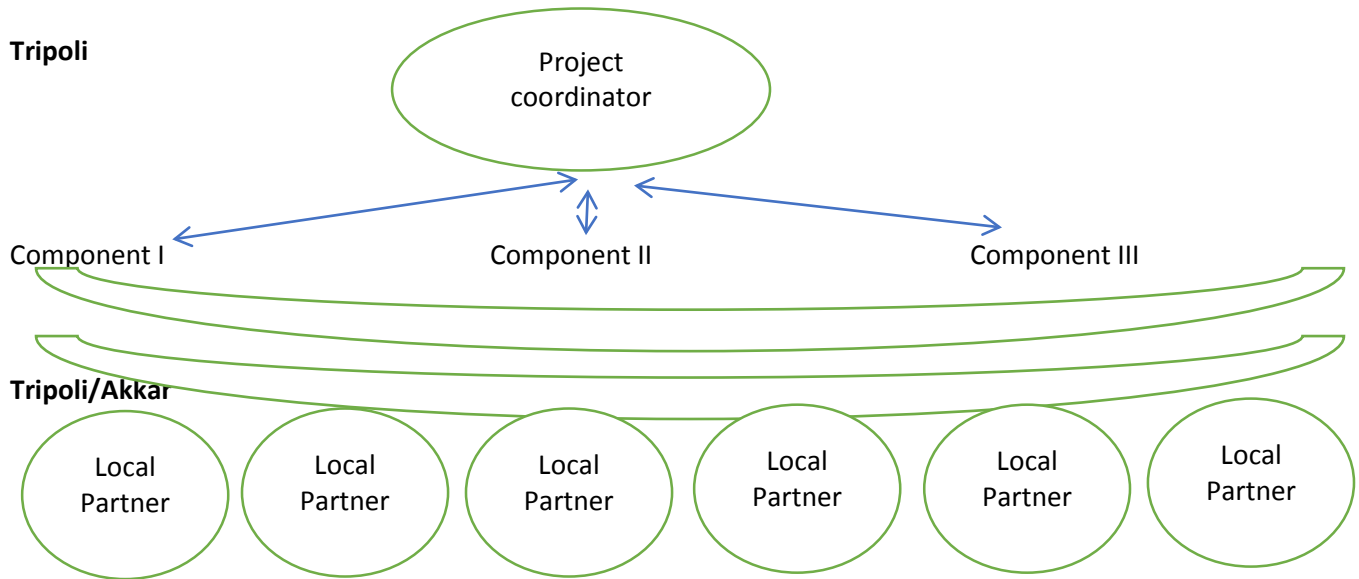 Tripoli
Project
coordinator
Component I
Component II
Component III
Tripoli/Akkar
Local
Partner
Local
Partner
Local
Partner
Local
Partner
Local
Partner
Local
Partner